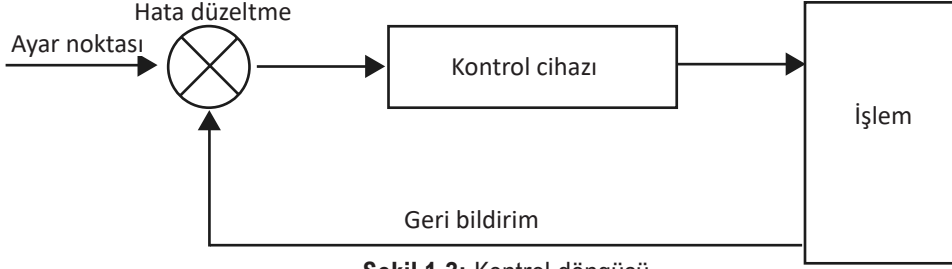 Hata düzeltme
Ayar noktası
Kontrol cihazı
İşlem
Geri bildirim
Şekil 1.3: Kontrol döngüsü